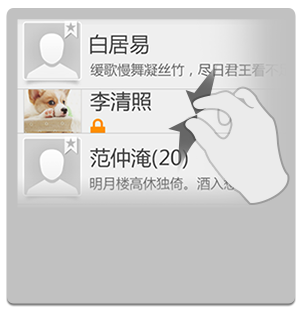 白居易
缓歌慢舞凝丝竹，尽日君王看不
李清照
范仲淹(20)
明月楼高休独倚。酒入愁